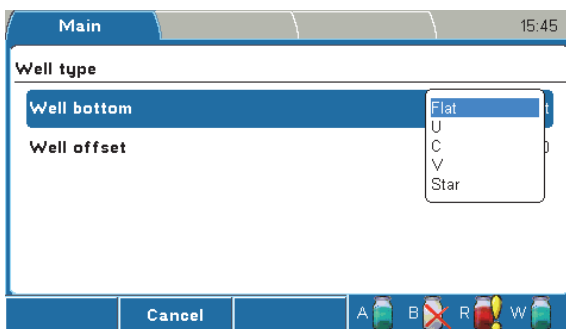 Main 15:45
Well type
Well bottom Flat t
U
Well offset C
V
Star
Cancel A B R W